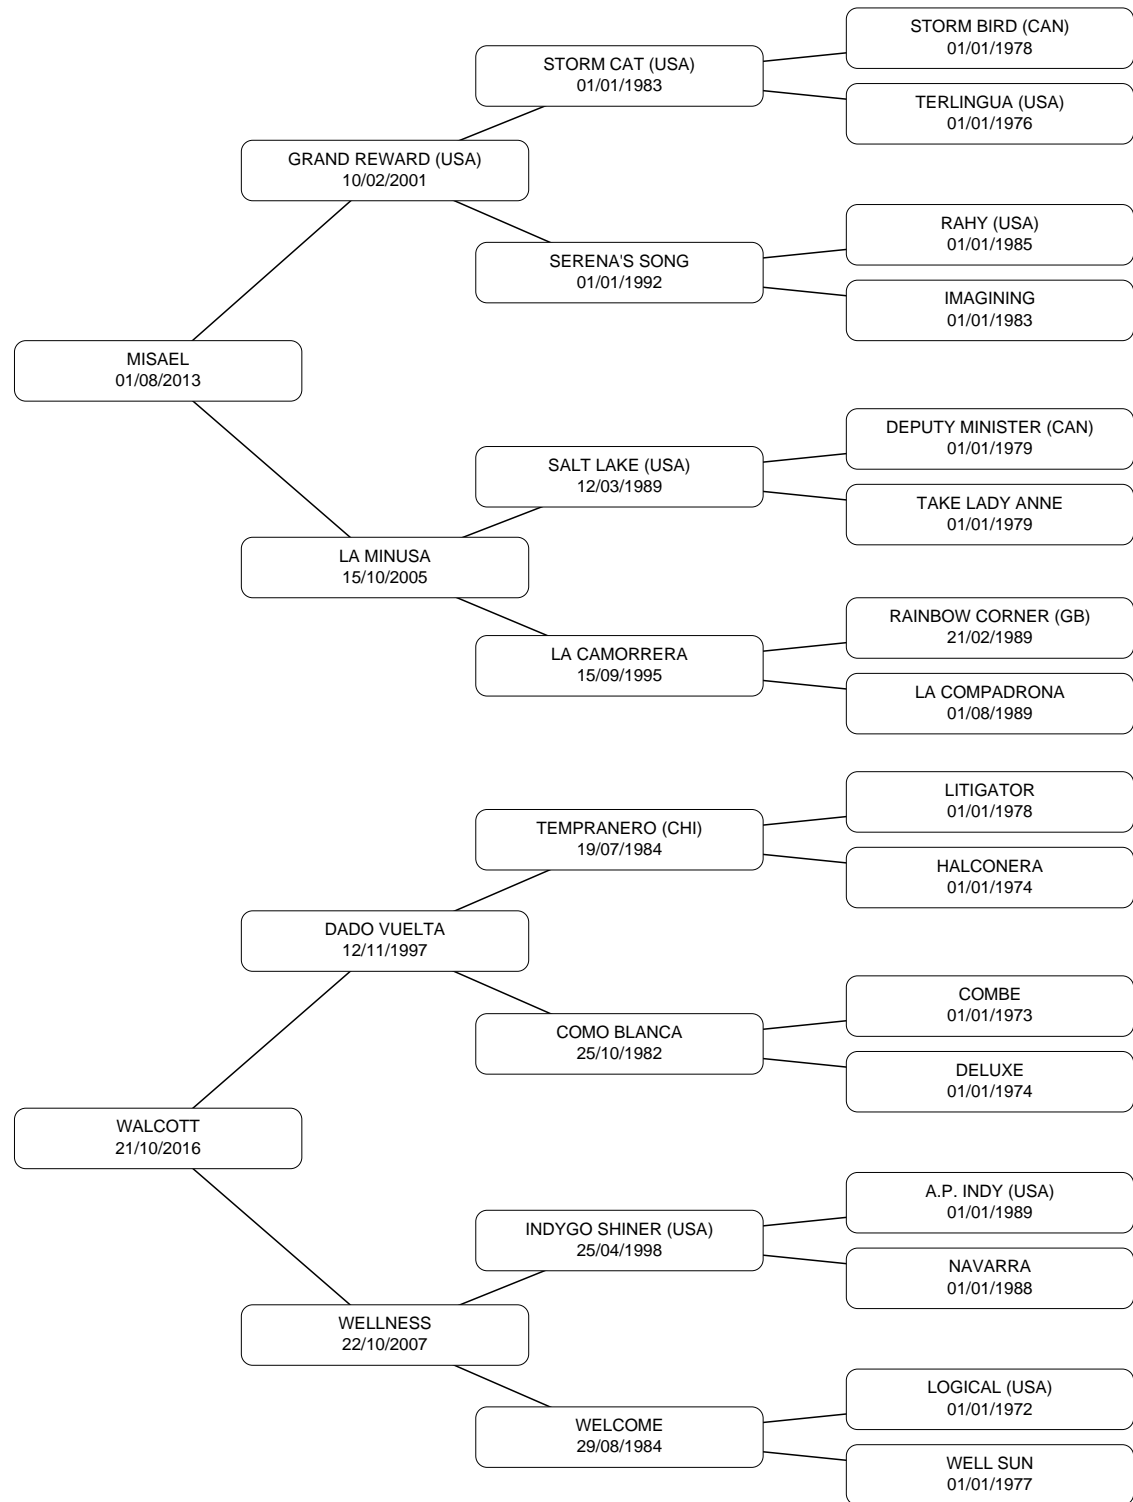 STORM BIRD (CAN)
01/01/1978
STORM CAT (USA)
01/01/1983
TERLINGUA (USA)
01/01/1976
GRAND REWARD (USA)
10/02/2001
RAHY (USA)
01/01/1985
SERENA'S SONG
01/01/1992
IMAGINING
01/01/1983
MISAEL
01/08/2013
DEPUTY MINISTER (CAN)
01/01/1979
SALT LAKE (USA)
12/03/1989
TAKE LADY ANNE
01/01/1979
LA MINUSA
15/10/2005
RAINBOW CORNER (GB)
21/02/1989
LA CAMORRERA
15/09/1995
LA COMPADRONA
01/08/1989
LITIGATOR
01/01/1978
TEMPRANERO (CHI)
19/07/1984
HALCONERA
01/01/1974
DADO VUELTA
12/11/1997
COMBE
01/01/1973
COMO BLANCA
25/10/1982
DELUXE
01/01/1974
WALCOTT
21/10/2016
A.P. INDY (USA)
01/01/1989
INDYGO SHINER (USA)
25/04/1998
NAVARRA
01/01/1988
WELLNESS
22/10/2007
LOGICAL (USA)
01/01/1972
WELCOME
29/08/1984
WELL SUN
01/01/1977